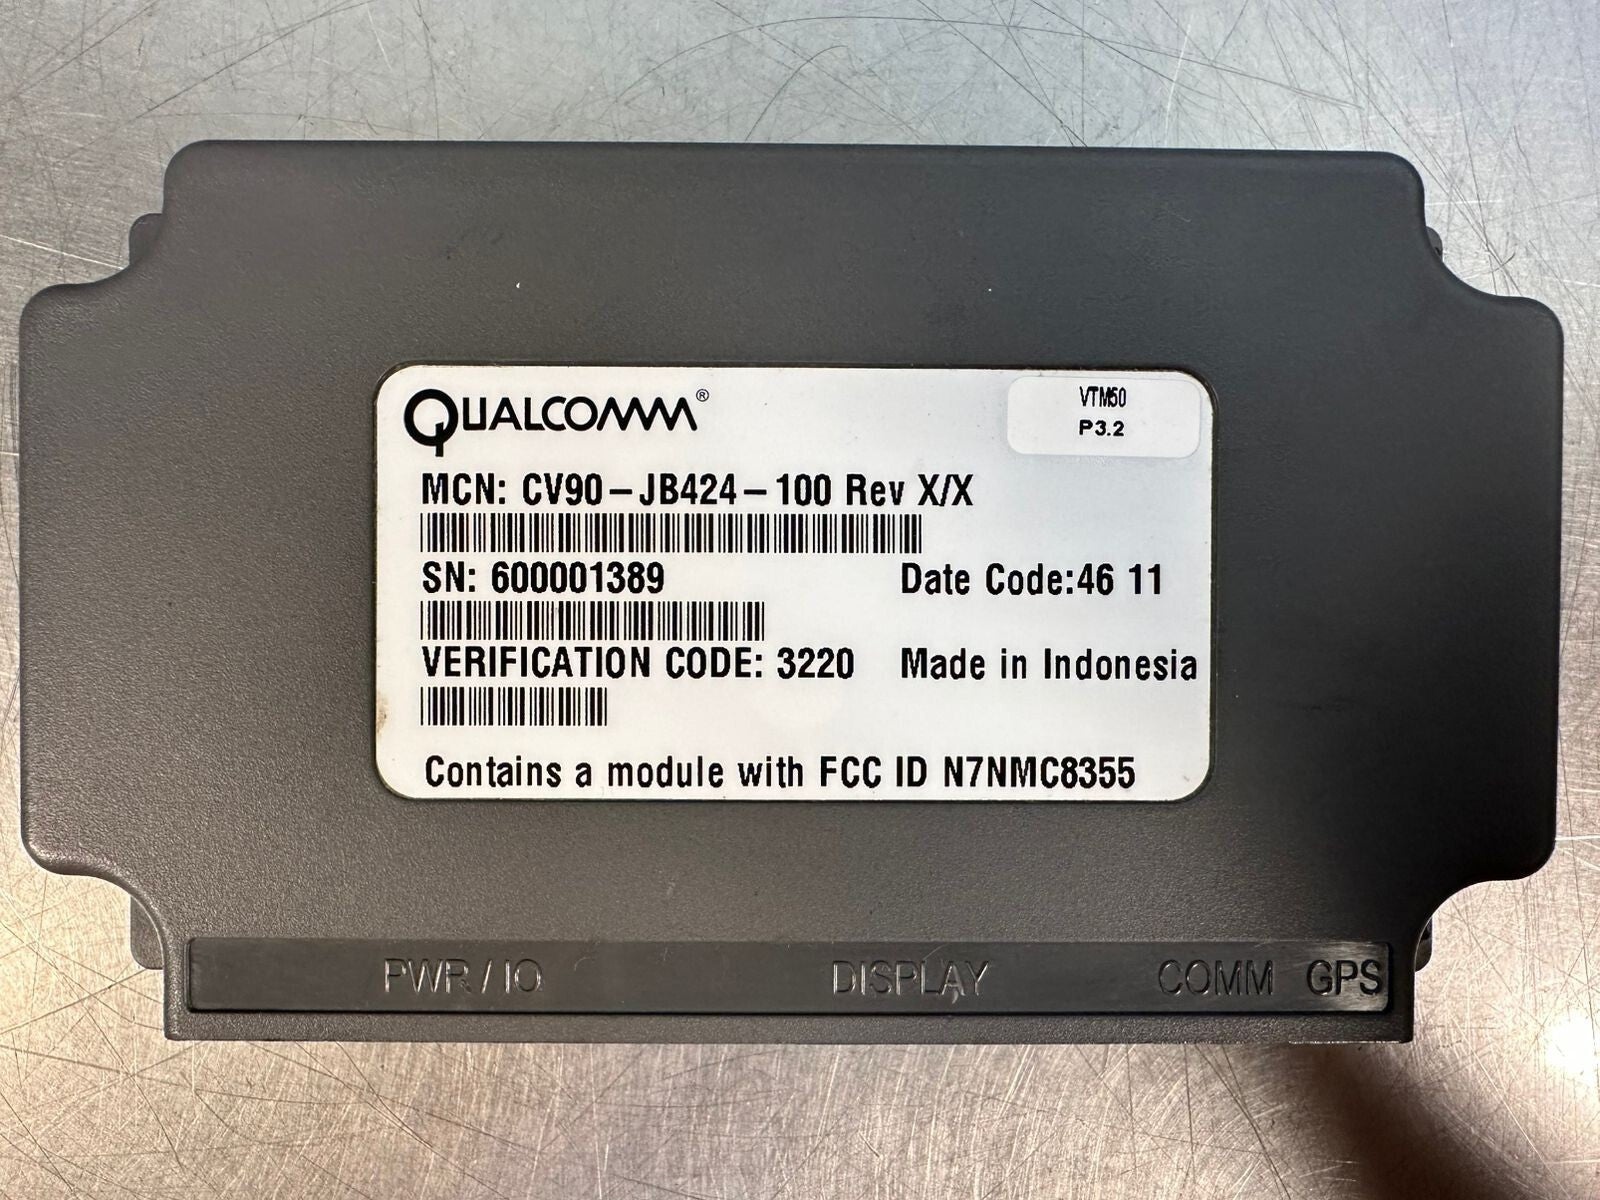 QUALCOMM®
VTM50
P3.2
MCN: CV90-JB424-100 Rev X/X
SN: 600001389 Date Code:46 11
VERIFICATION CODE: 3220 Made in Indonesia
Contains a module with FCC ID N7NMC8355
PWR / IO DISPLAY COMM GPS